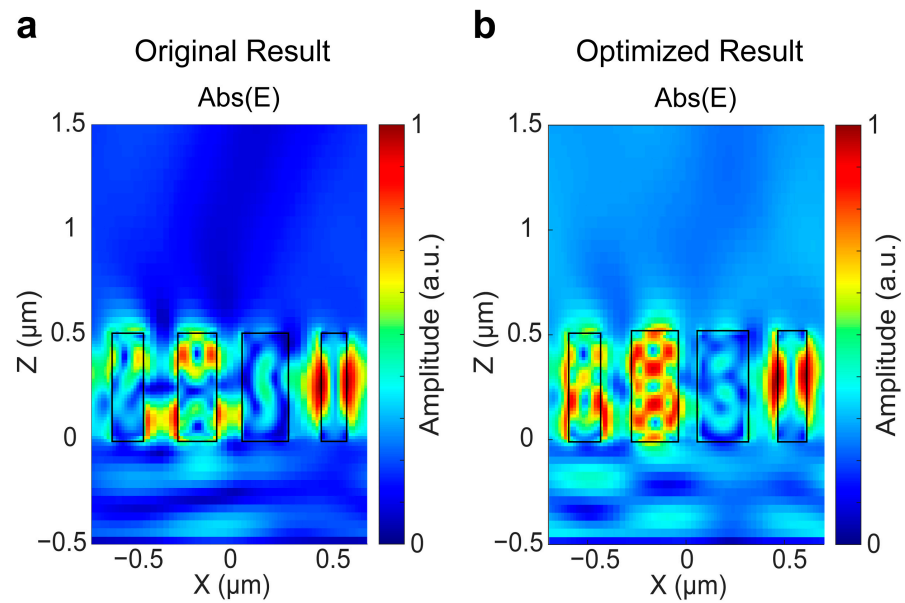 a
Original Result
Abs(E)
1.5
1
0.5
0
−0.5
Z (µm)
−0.5
0
0.5
X (µm)
1
0
Amplitude (a.u.)
b
Optimized Result
Abs(E)
1.5
1
0.5
0
−0.5
Z (µm)
−0.5
0
0.5
X (µm)
1
0
Amplitude (a.u.)